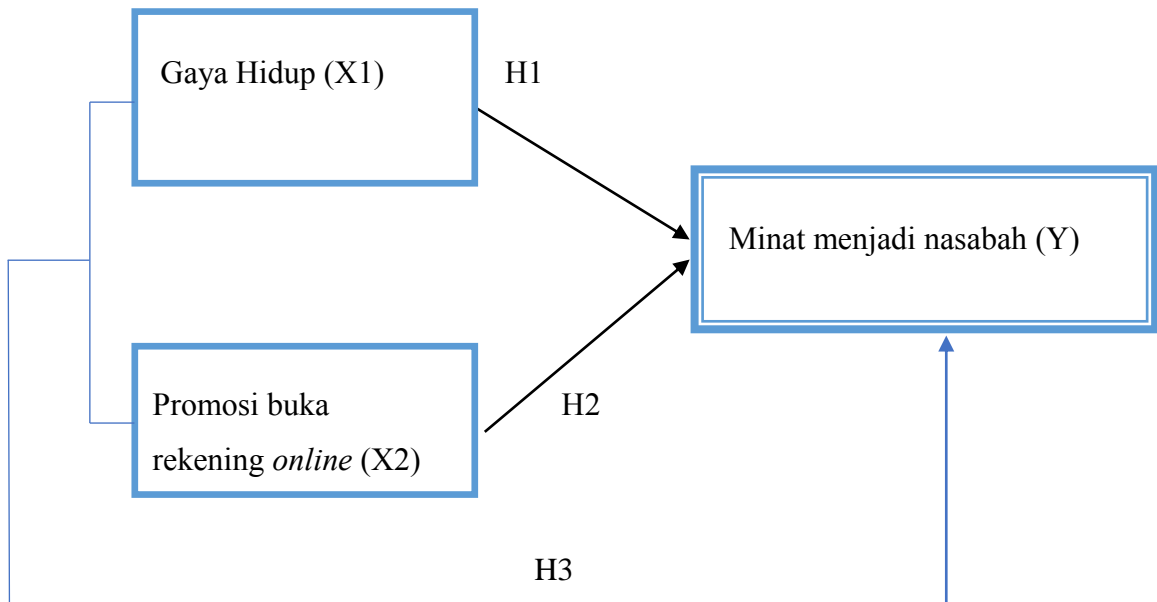 Gaya Hidup (X1)
H1
Minat menjadi nasabah (Y)
Promosi buka
rekening online (X2)
H2
H3